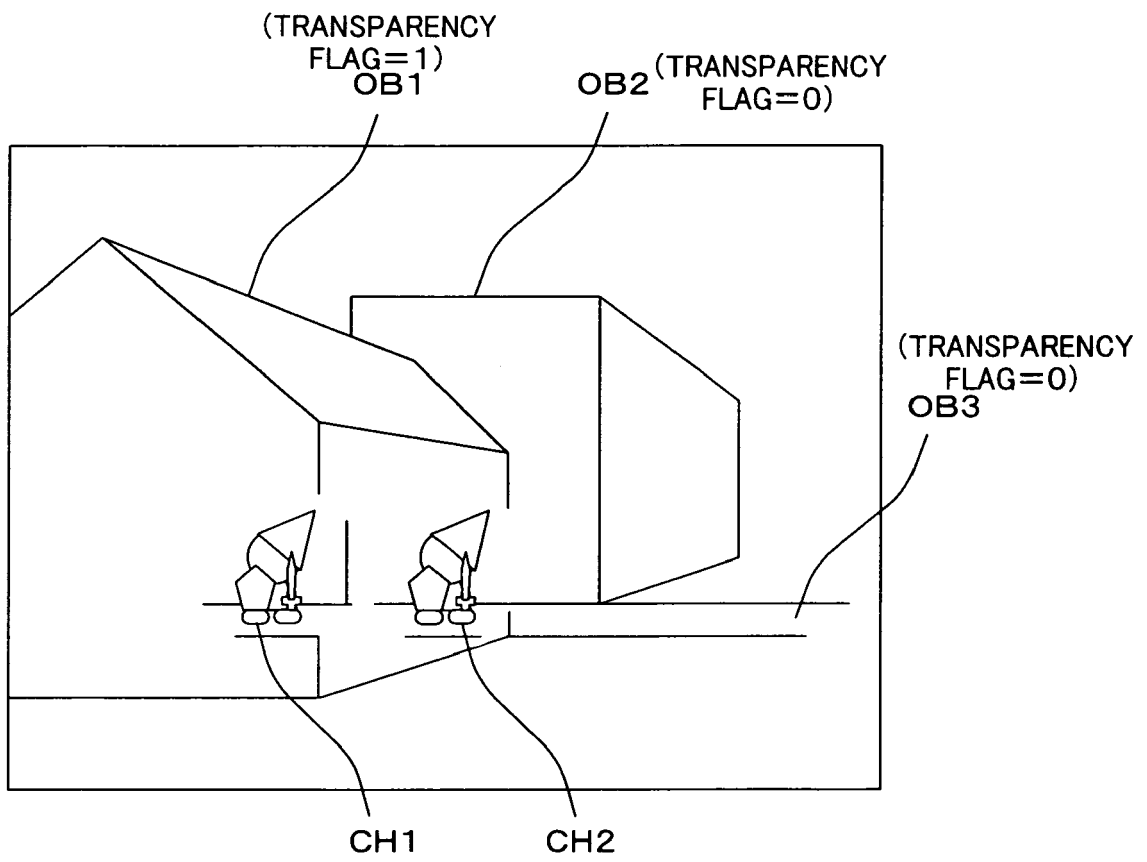 (TRANSPARENCY
FLAG=1)
OB1
OB2 (TRANSPARENCY
FLAG=0)
(TRANSPARENCY
FLAG=0)
OB3
CH1
CH2